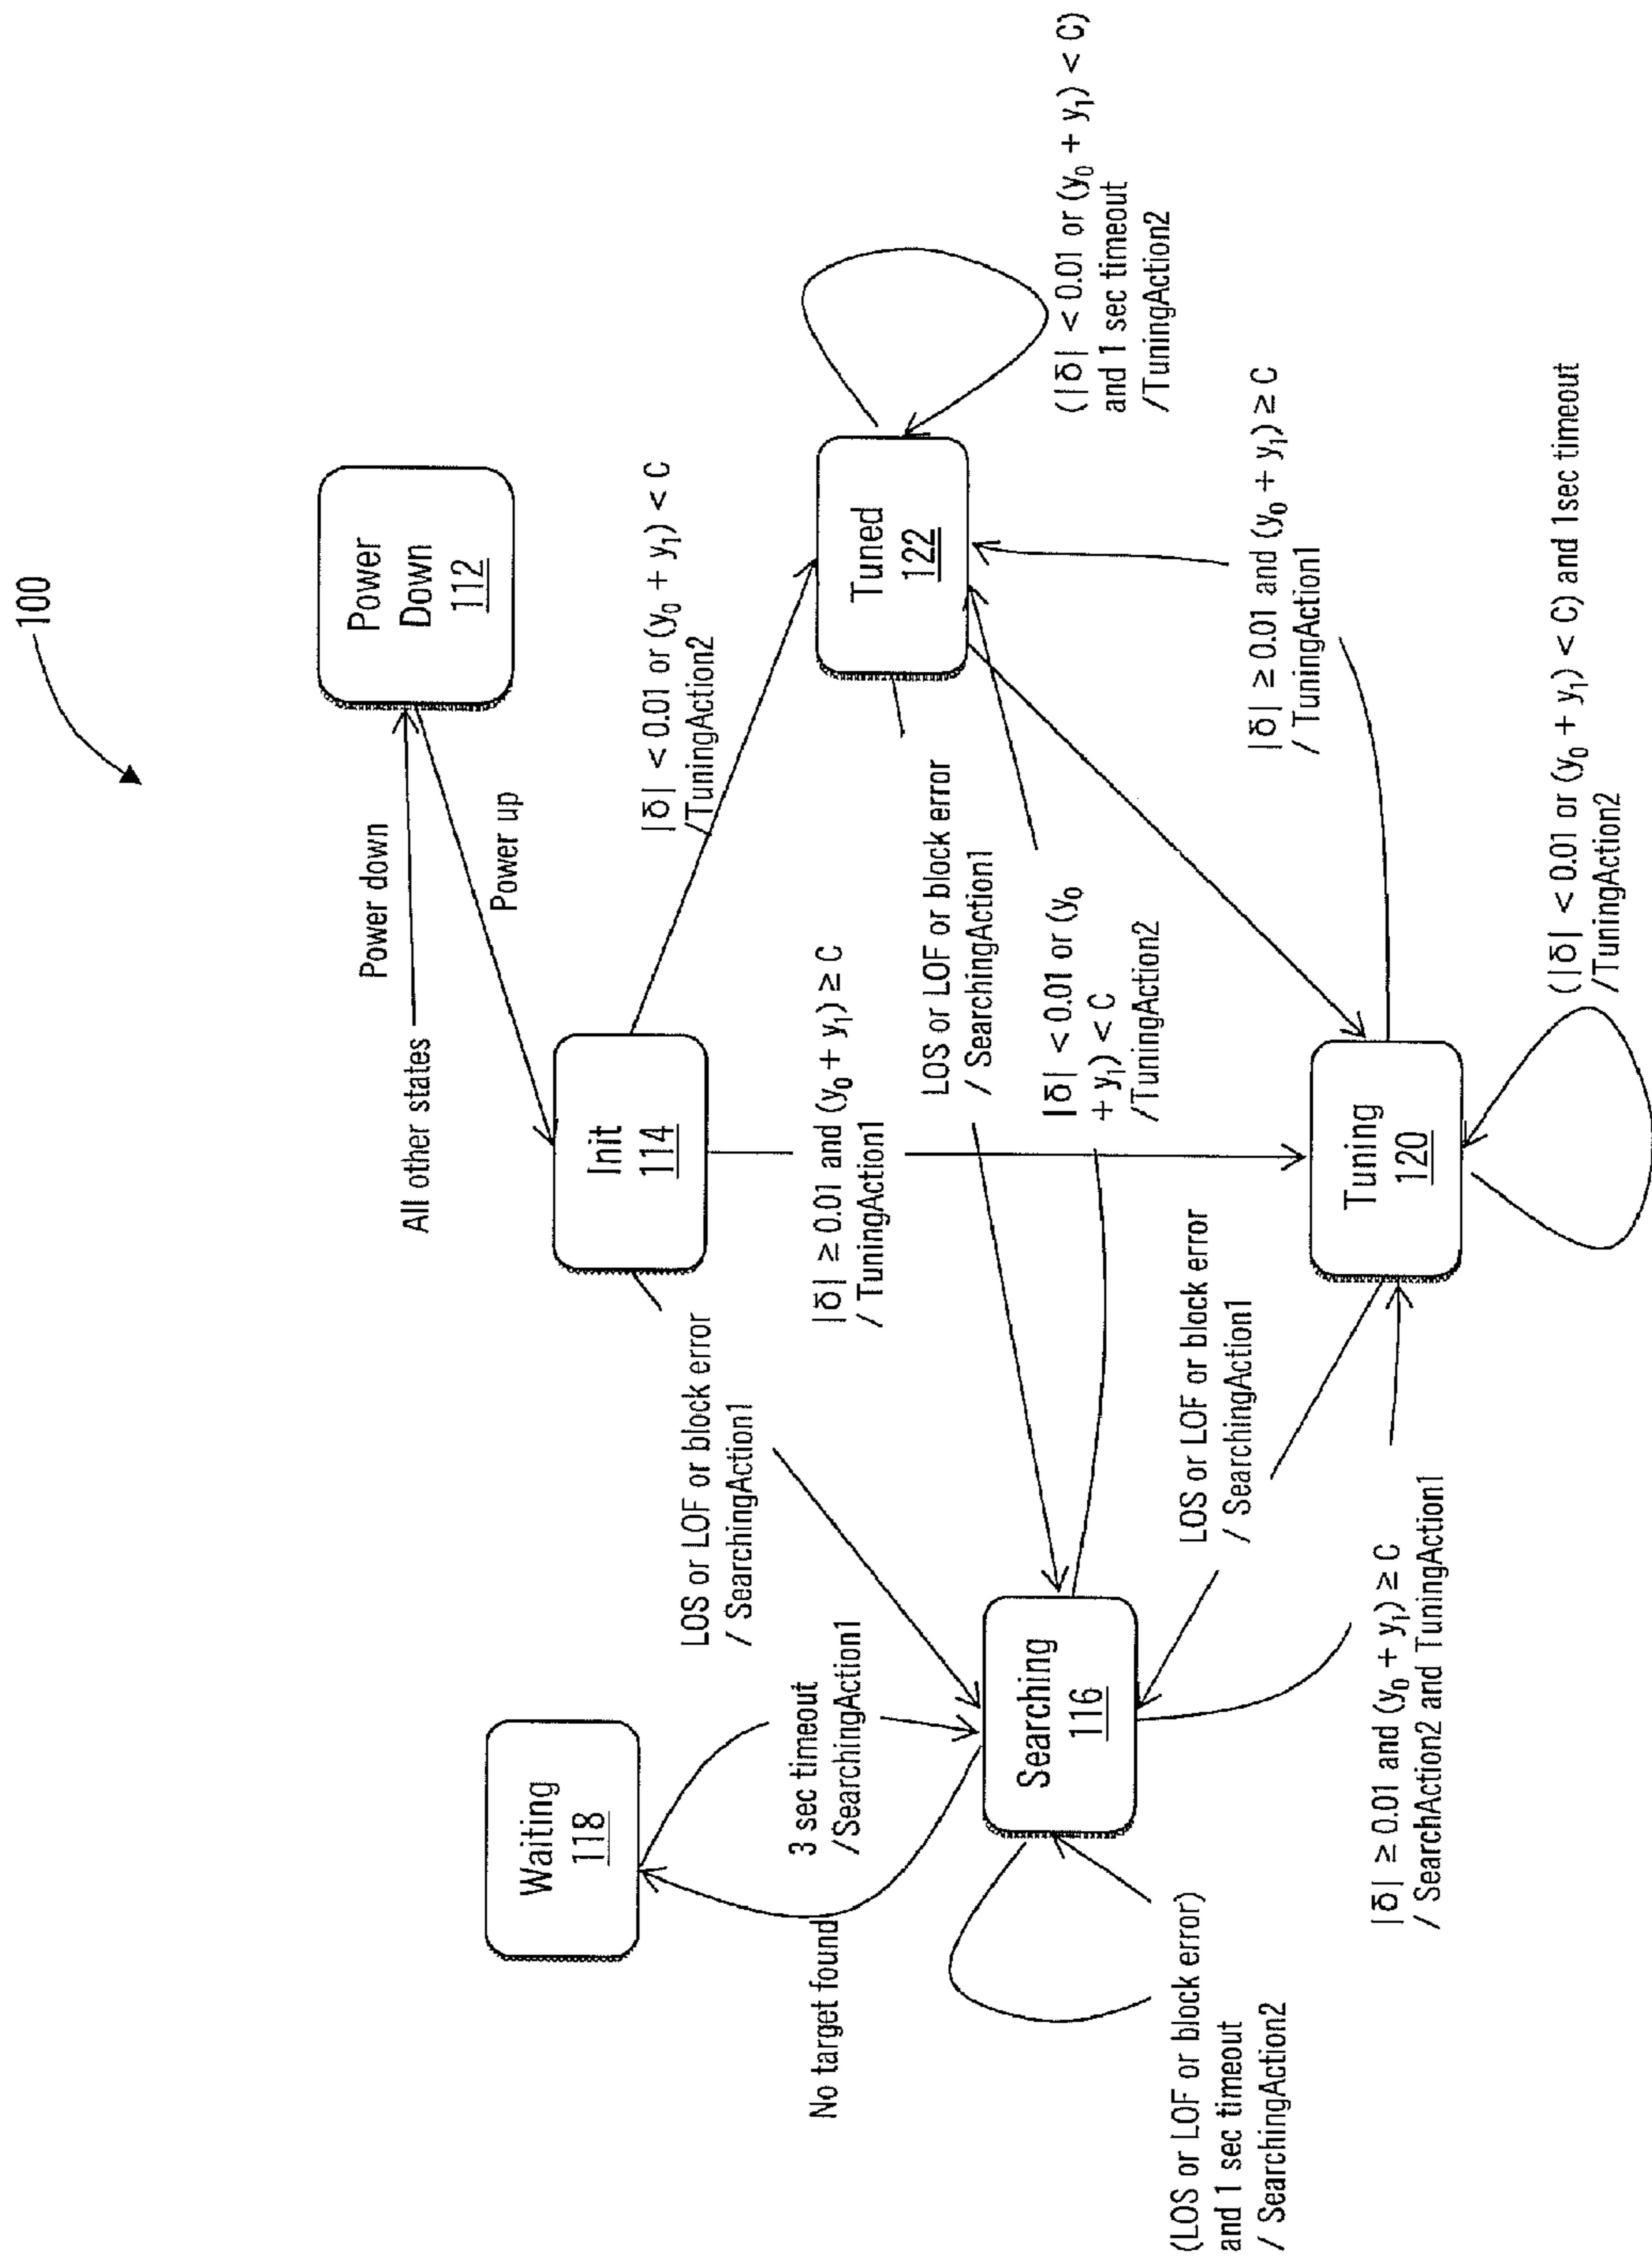 100
Power
Down
112
Power down
All other states
Power up
Init
114
|δ| < 0.01 or (y₀ + y₁) < C
/TuningAction2
Tuned
122
(|δ| < 0.01 or (y₀ + y₁) < C)
and 1 sec timeout
/TuningAction2
Waiting
118
LOS or LOF or block error
/ SearchingAction1
|δ| ≥ 0.01 and (y₀ + y₁) ≥ C
/ TuningAction1
LOS or LOF or block error
/ SearchingAction1
3 sec timeout
/SearchingAction1
No target found
Searching
116
|δ| < 0.01 or (y₀
+ y₁) < C
/TuningAction2
|δ| ≥ 0.01 and (y₀ + y₁) ≥ C
/ TuningAction1
LOS or LOF or block error
/ SearchingAction1
Tuning
120
(LOS or LOF or block error)
and 1 sec timeout
/ SearchingAction2
|δ| ≥ 0.01 and (y₀ + y₁) ≥ C
/ SearchAction2 and TuningAction1
(|δ| < 0.01 or (y₀ + y₁) < C) and 1sec timeout
/TuningAction2